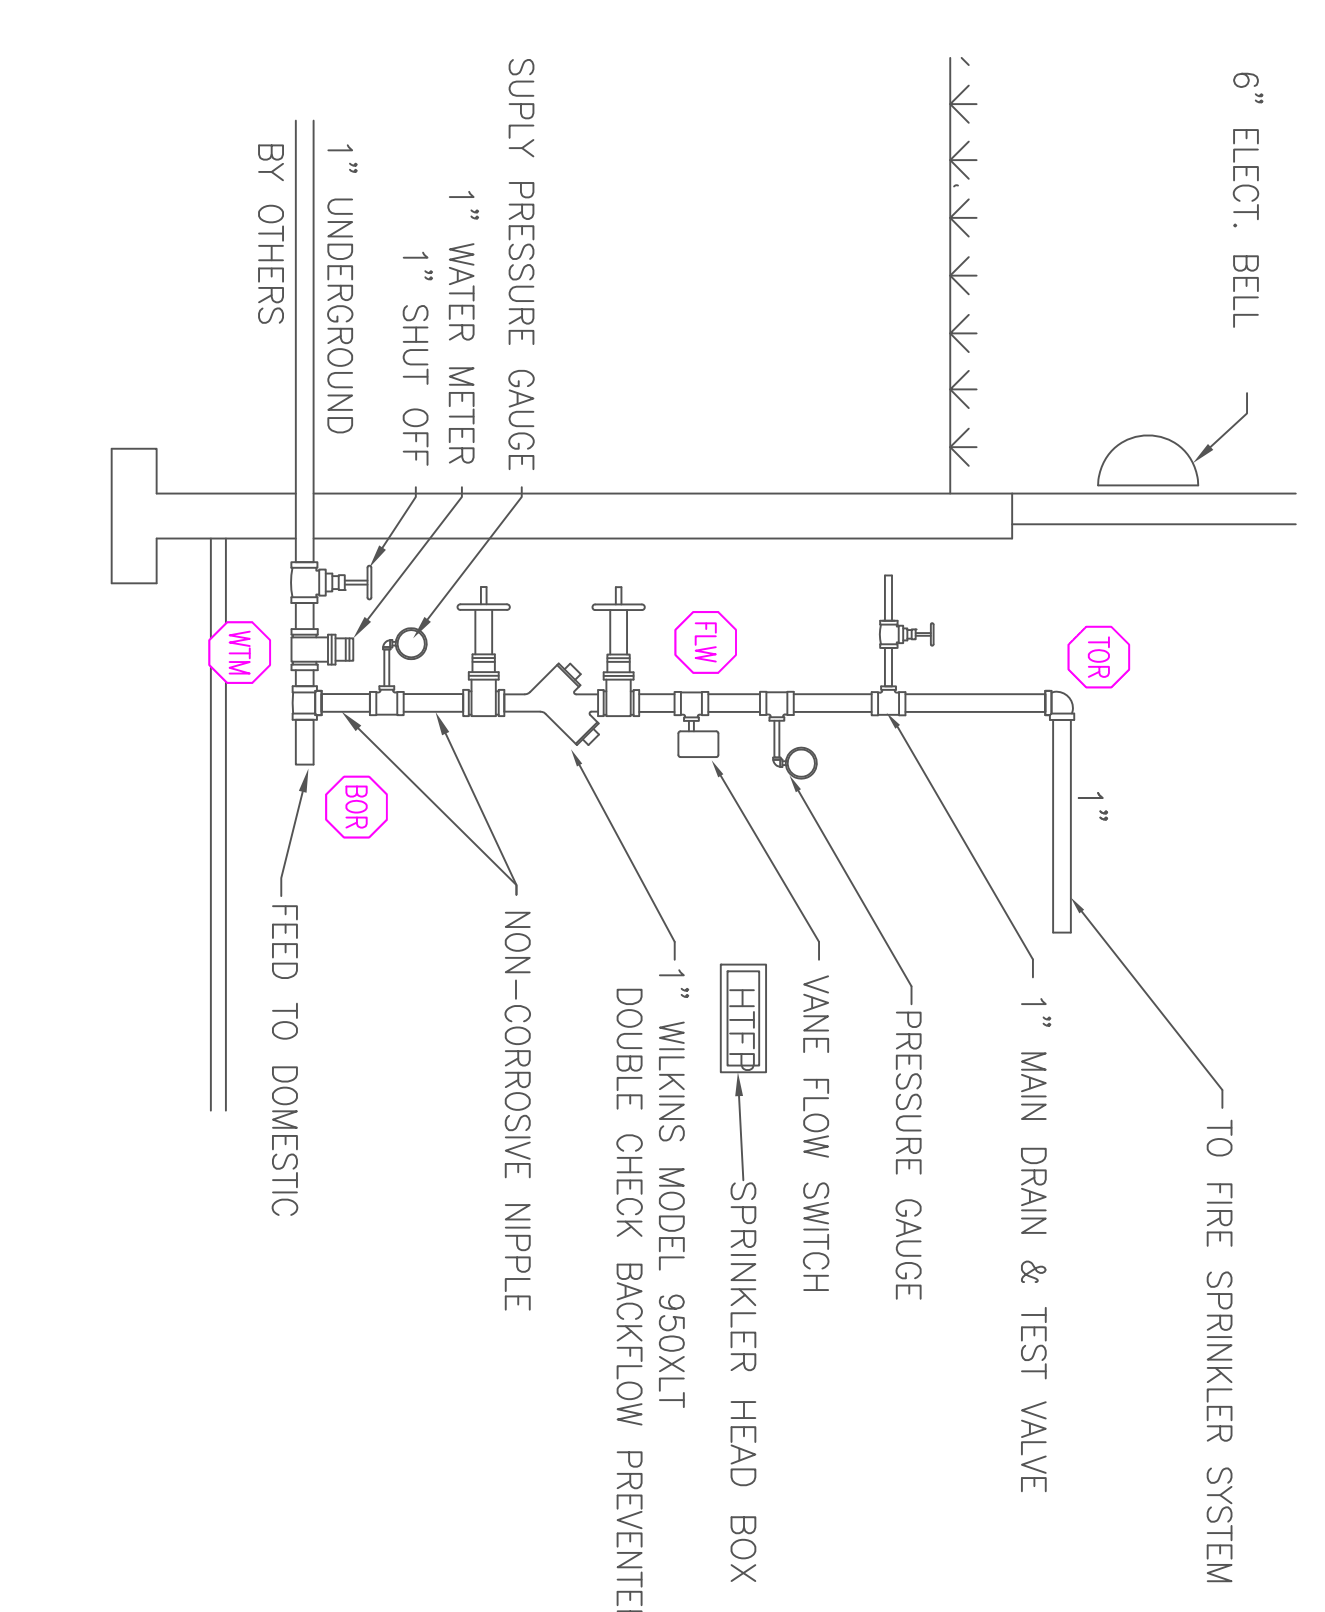 6" ELECT. BELL
TO FIRE SPRINKLER SYSTEM
1"
TOR
1" MAIN DRAIN & TEST VALVE
PRESSURE GAUGE
VANE FLOW SWITCH
FLW
HTFP
SPRINKLER HEAD BOX
1" WILKINS MODEL 950XLT
DOUBLE CHECK BACKFLOW PREVENTE
SUPPLY PRESSURE GAUGE
NON-CORROSIVE NIPPLE
1" WATER METER
1" SHUT OFF
1" UNDERGROUND
BY OTHERS
BOR
FEED TO DOMESTIC
WTM